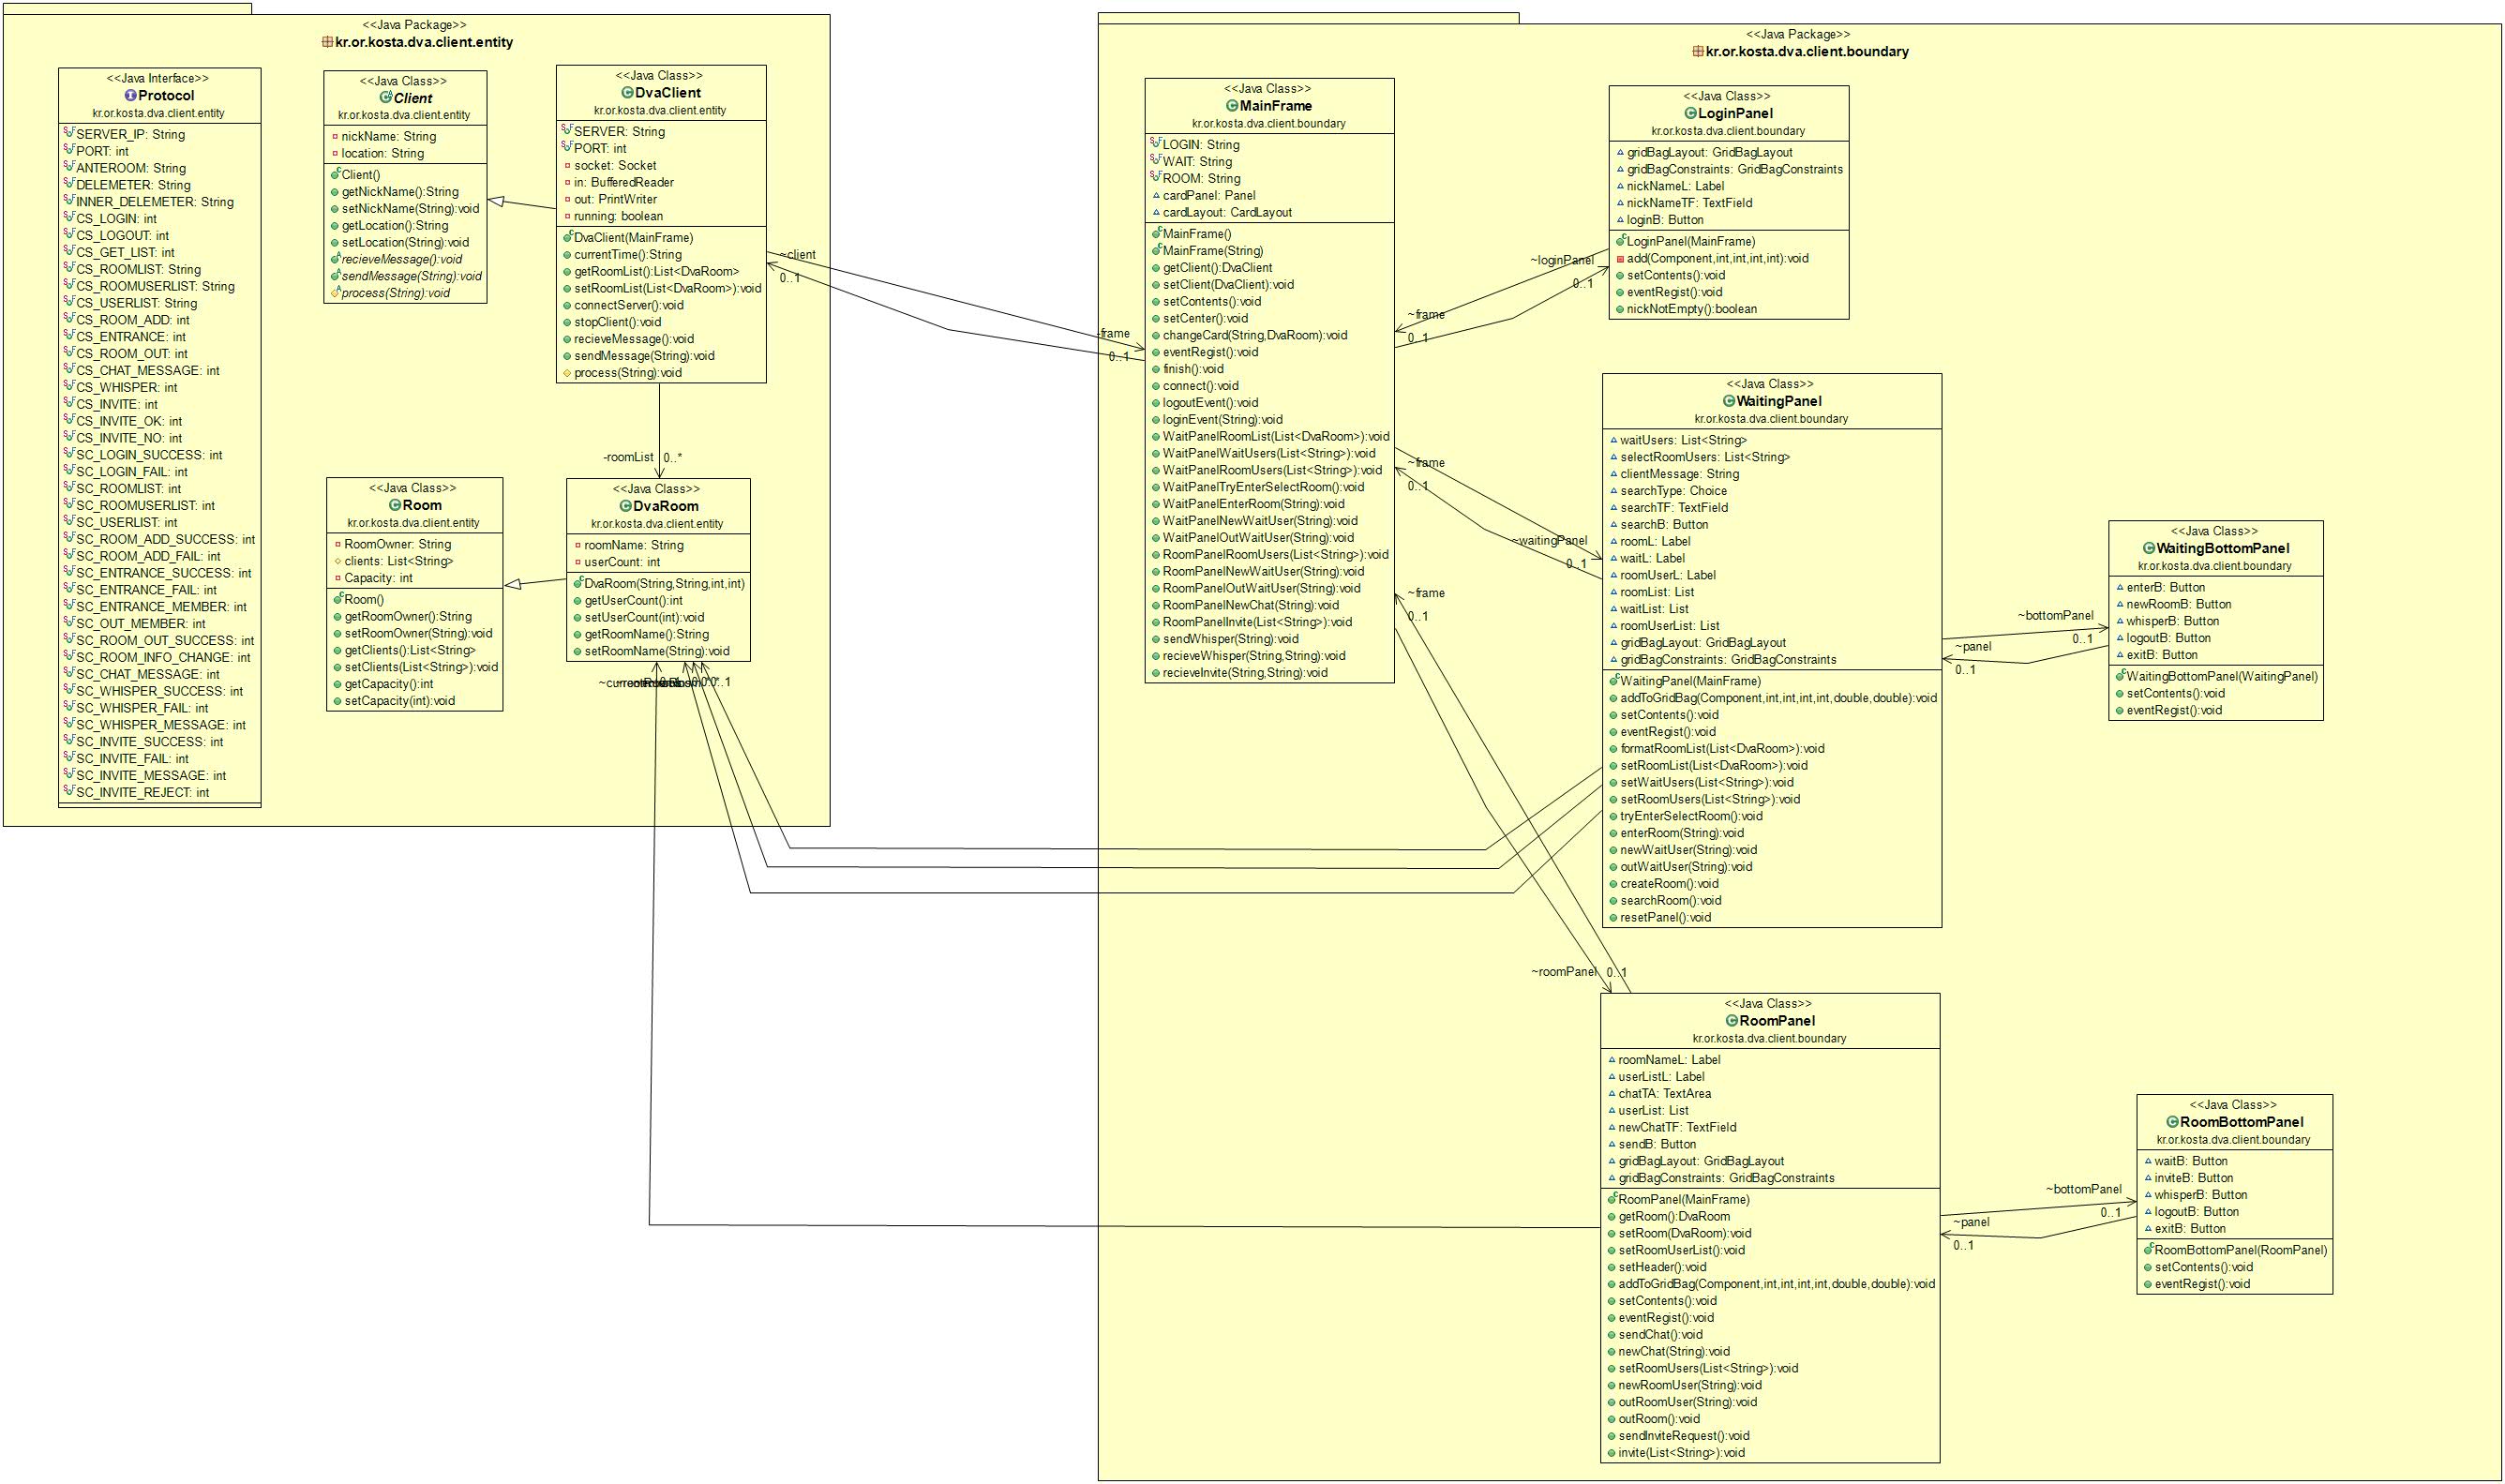 <<Java Package>>
kr.or.kosta.dva.client.entity
<<Java Interface>>
Protocol
kr.or.kosta.dva.client.entity
SERVER_IP: String
PORT: int
ANTEROOM: String
DELEMETER: String
INNER_DELEMETER: String
CS_LOGIN: int
CS_LOGOUT: int
CS_GET_LIST: int
CS_ROOMLIST: String
CS_ROOMUSERLIST: String
CS_USERLIST: String
CS_ROOM_ADD: int
CS_ENTRANCE: int
CS_ROOM_OUT: int
CS_CHAT_MESSAGE: int
CS_WHISPER: int
CS_INVITE: int
CS_INVITE_OK: int
CS_INVITE_NO: int
SC_LOGIN_SUCCESS: int
SC_LOGIN_FAIL: int
SC_ROOMLIST: int
SC_ROOMUSERLIST: int
SC_USERLIST: int
SC_ROOM_ADD_SUCCESS: int
SC_ROOM_ADD_FAIL: int
SC_ENTRANCE_SUCCESS: int
SC_ENTRANCE_FAIL: int
SC_ENTRANCE_MEMBER: int
SC_OUT_MEMBER: int
SC_ROOM_OUT_SUCCESS: int
SC_ROOM_INFO_CHANGE: int
SC_CHAT_MESSAGE: int
SC_WHISPER_SUCCESS: int
SC_WHISPER_FAIL: int
SC_WHISPER_MESSAGE: int
SC_INVITE_SUCCESS: int
SC_INVITE_FAIL: int
SC_INVITE_MESSAGE: int
SC_INVITE_REJECT: int
<<Java Class>>
Client
kr.or.kosta.dva.client.entity
nickName: String
location: String
Client()
getNickName():String
setNickName(String):void
getLocation():String
setLocation(String):void
recieveMessage():void
sendMessage(String):void
process(String):void
<<Java Class>>
DvaClient
kr.or.kosta.dva.client.entity
SERVER: String
PORT: int
socket: Socket
in: BufferedReader
out: PrintWriter
running: boolean
DvaClient(MainFrame)
currentTime():String
getRoomList():List<DvaRoom>
setRoomList(List<DvaRoom>):void
connectServer():void
stopClient():void
recieveMessage():void
sendMessage(String):void
process(String):void
~client
0..1
-frame
0..1
-roomList
0..*
<<Java Class>>
Room
kr.or.kosta.dva.client.entity
RoomOwner: String
clients: List<String>
Capacity: int
Room()
getRoomOwner():String
setRoomOwner(String):void
getClients():List<String>
setClients(List<String>):void
getCapacity():int
setCapacity(int):void
<<Java Class>>
DvaRoom
kr.or.kosta.dva.client.entity
roomName: String
userCount: int
DvaRoom(String,String,int,int)
getUserCount():int
setUserCount(int):void
getRoomName():String
setRoomName(String):void
<<Java Package>>
kr.or.kosta.dva.client.boundary
<<Java Class>>
MainFrame
kr.or.kosta.dva.client.boundary
LOGIN: String
WAIT: String
ROOM: String
cardPanel: Panel
cardLayout: CardLayout
MainFrame()
MainFrame(String)
getClient():DvaClient
setClient(DvaClient):void
setContents():void
setCenter():void
changeCard(String,DvaRoom):void
eventRegist():void
finish():void
connect():void
logoutEvent():void
loginEvent(String):void
WaitPanelRoomList(List<DvaRoom>):void
WaitPanelWaitUsers(List<String>):void
WaitPanelRoomUsers(List<String>):void
WaitPanelTryEnterSelectRoom():void
WaitPanelEnterRoom(String):void
WaitPanelNewWaitUser(String):void
WaitPanelOutWaitUser(String):void
RoomPanelRoomUsers(List<String>):void
RoomPanelNewWaitUser(String):void
RoomPanelOutWaitUser(String):void
RoomPanelNewChat(String):void
RoomPanelInvite(List<String>):void
sendWhisper(String):void
recieveWhisper(String,String):void
recieveInvite(String,String):void
~loginPanel
0..1
~frame
0..1
~frame
0..1
~waitingPanel
0..1
~frame
0..1
~roomPanel
0..1
<<Java Class>>
LoginPanel
kr.or.kosta.dva.client.boundary
gridBagLayout: GridBagLayout
gridBagConstraints: GridBagConstraints
nickNameL: Label
nickNameTF: TextField
loginB: Button
LoginPanel(MainFrame)
add(Component,int,int,int,int):void
setContents():void
eventRegist():void
nickNotEmpty():boolean
<<Java Class>>
WaitingPanel
kr.or.kosta.dva.client.boundary
waitUsers: List<String>
selectRoomUsers: List<String>
clientMessage: String
searchType: Choice
searchTF: TextField
searchB: Button
roomL: Label
waitL: Label
roomUserL: Label
roomList: List
waitList: List
roomUserList: List
gridBagLayout: GridBagLayout
gridBagConstraints: GridBagConstraints
WaitingPanel(MainFrame)
addToGridBag(Component,int,int,int,int,double,double):void
setContents():void
eventRegist():void
formatRoomList(List<DvaRoom>):void
setRoomList(List<DvaRoom>):void
setWaitUsers(List<String>):void
setRoomUsers(List<String>):void
tryEnterSelectRoom():void
enterRoom(String):void
newWaitUser(String):void
outWaitUser(String):void
createRoom():void
searchRoom():void
resetPanel():void
~bottomPanel
0..1
~panel
0..1
<<Java Class>>
WaitingBottomPanel
kr.or.kosta.dva.client.boundary
enterB: Button
newRoomB: Button
whisperB: Button
logoutB: Button
exitB: Button
WaitingBottomPanel(WaitingPanel)
setContents():void
eventRegist():void
<<Java Class>>
RoomPanel
kr.or.kosta.dva.client.boundary
roomNameL: Label
userListL: Label
chatTA: TextArea
userList: List
newChatTF: TextField
sendB: Button
gridBagLayout: GridBagLayout
gridBagConstraints: GridBagConstraints
RoomPanel(MainFrame)
getRoom():DvaRoom
setRoom(DvaRoom):void
setRoomUserList():void
setHeader():void
addToGridBag(Component,int,int,int,int,double,double):void
setContents():void
eventRegist():void
sendChat():void
newChat(String):void
setRoomUsers(List<String>):void
newRoomUser(String):void
outRoomUser(String):void
outRoom():void
sendInviteRequest():void
invite(List<String>):void
~bottomPanel
0..1
~panel
0..1
<<Java Class>>
RoomBottomPanel
kr.or.kosta.dva.client.boundary
waitB: Button
inviteB: Button
whisperB: Button
logoutB: Button
exitB: Button
RoomBottomPanel(RoomPanel)
setContents():void
eventRegist():void